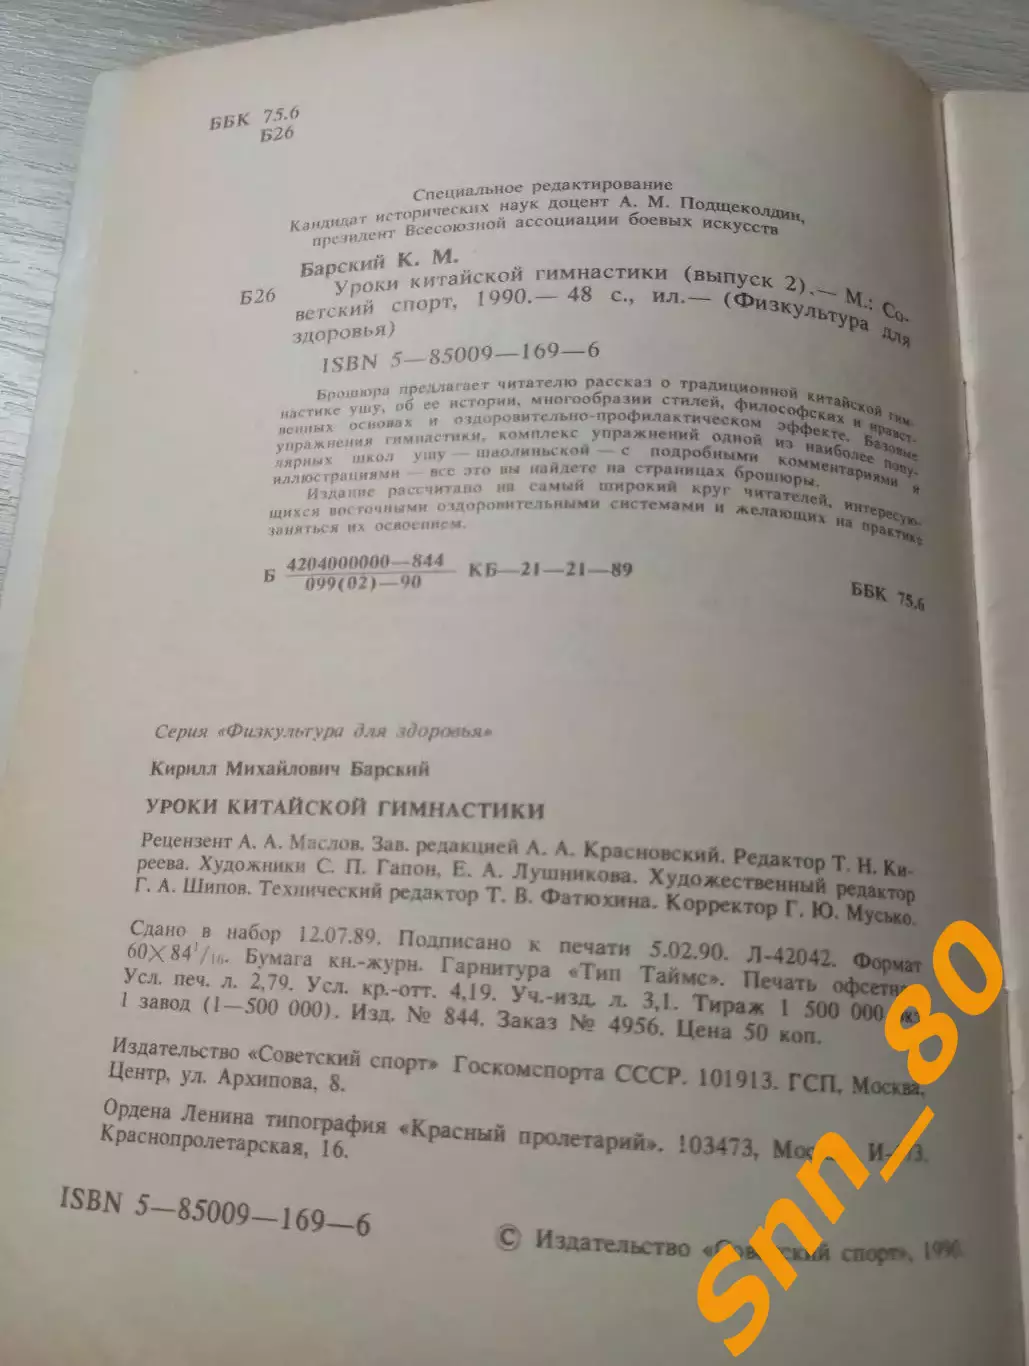 ББК 75.6
Б26
Специальное редактирование
Кандидат исторических наук доцент А. М. Подщеколдин,
президент Всесоюзной ассоциации боевых искусств
Барский К. М.
Б26 Уроки китайской гимнастики (выпуск 2).— М.: Со-
ветский спорт, 1990.— 48 с., ил.— (Физкультура для
здоровья)
ISBN 5—85009—169—6
Брошюра предлагает читателю рассказ о традиционной китайской гим-
настике ушу, об ее истории, многообразии стилей, философских и нравст-
венных основах и оздоровительно-профилактическом эффекте. Базовые
упражнения гимнастики, комплекс упражнений одной из наиболее попу-
лярных школ ушу — шаолиньской — с подробными комментариями и
иллюстрациями — все это вы найдете на страницах брошюры.
Издание рассчитано на самый широкий круг читателей, интересую-
щихся восточными оздоровительными системами и желающих на практике
заняться их освоением.
Б 4204000000—844
099(02)—90 КБ—21—21—89
ББК 75.6
Серия «Физкультура для здоровья»
Кирилл Михайлович Барский
УРОКИ КИТАЙСКОЙ ГИМНАСТИКИ
Рецензент А. А. Маслов. Зав. редакцией А. А. Красновский. Редактор Т. Н. Ки-
реева. Художники С. П. Гапон, Е. А. Лушникова. Художественный редактор
Г. А. Шипов. Технический редактор Т. В. Фатюхина. Корректор Г. Ю. Мусько.
Сдано в набор 12.07.89. Подписано к печати 5.02.90. Л-42042. Формат
60×84 1/16. Бумага кн.-журн. Гарнитура «Тип Таймс». Печать офсетн
Усл. печ. л. 2,79. Усл. кр.-отт. 4,19. Уч.-изд. л. 3,1. Тираж 1 500 000 экз
1 завод (1—500 000). Изд. № 844. Заказ № 4956. Цена 50 коп.
Издательство «Советский спорт» Госкомспорта СССР. 101913. ГСП, Москва,
Центр, ул. Архипова, 8.
Ордена Ленина типография «Красный пролетарий». 103473, Москва
Краснопролетарская, 16.
ISBN 5—85009—169—6
© Издательство «Советский спорт», 1990
Snn_80